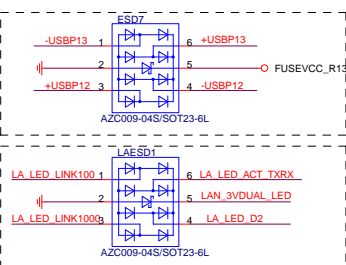 ESD7
-USBP13 1 6 +USBP13
2 5 FUSEVCC_R13
+USBP12 3 4 -USBP12
AZC009-04S/SOT23-6L
LAESD1
LA_LED_LINK100 1 6 LA_LED_ACT_TXRX
2 5 LAN_3VDUAL_LED
LA_LED_LINK1000 3 4 LA_LED_D2
AZC009-04S/SOT23-6L